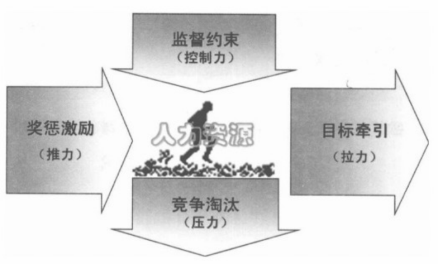 监督约束
(控制力)
奖惩激励
(推力)
人力资源
目标牵引
(拉力)
竞争淘汰
(压力)